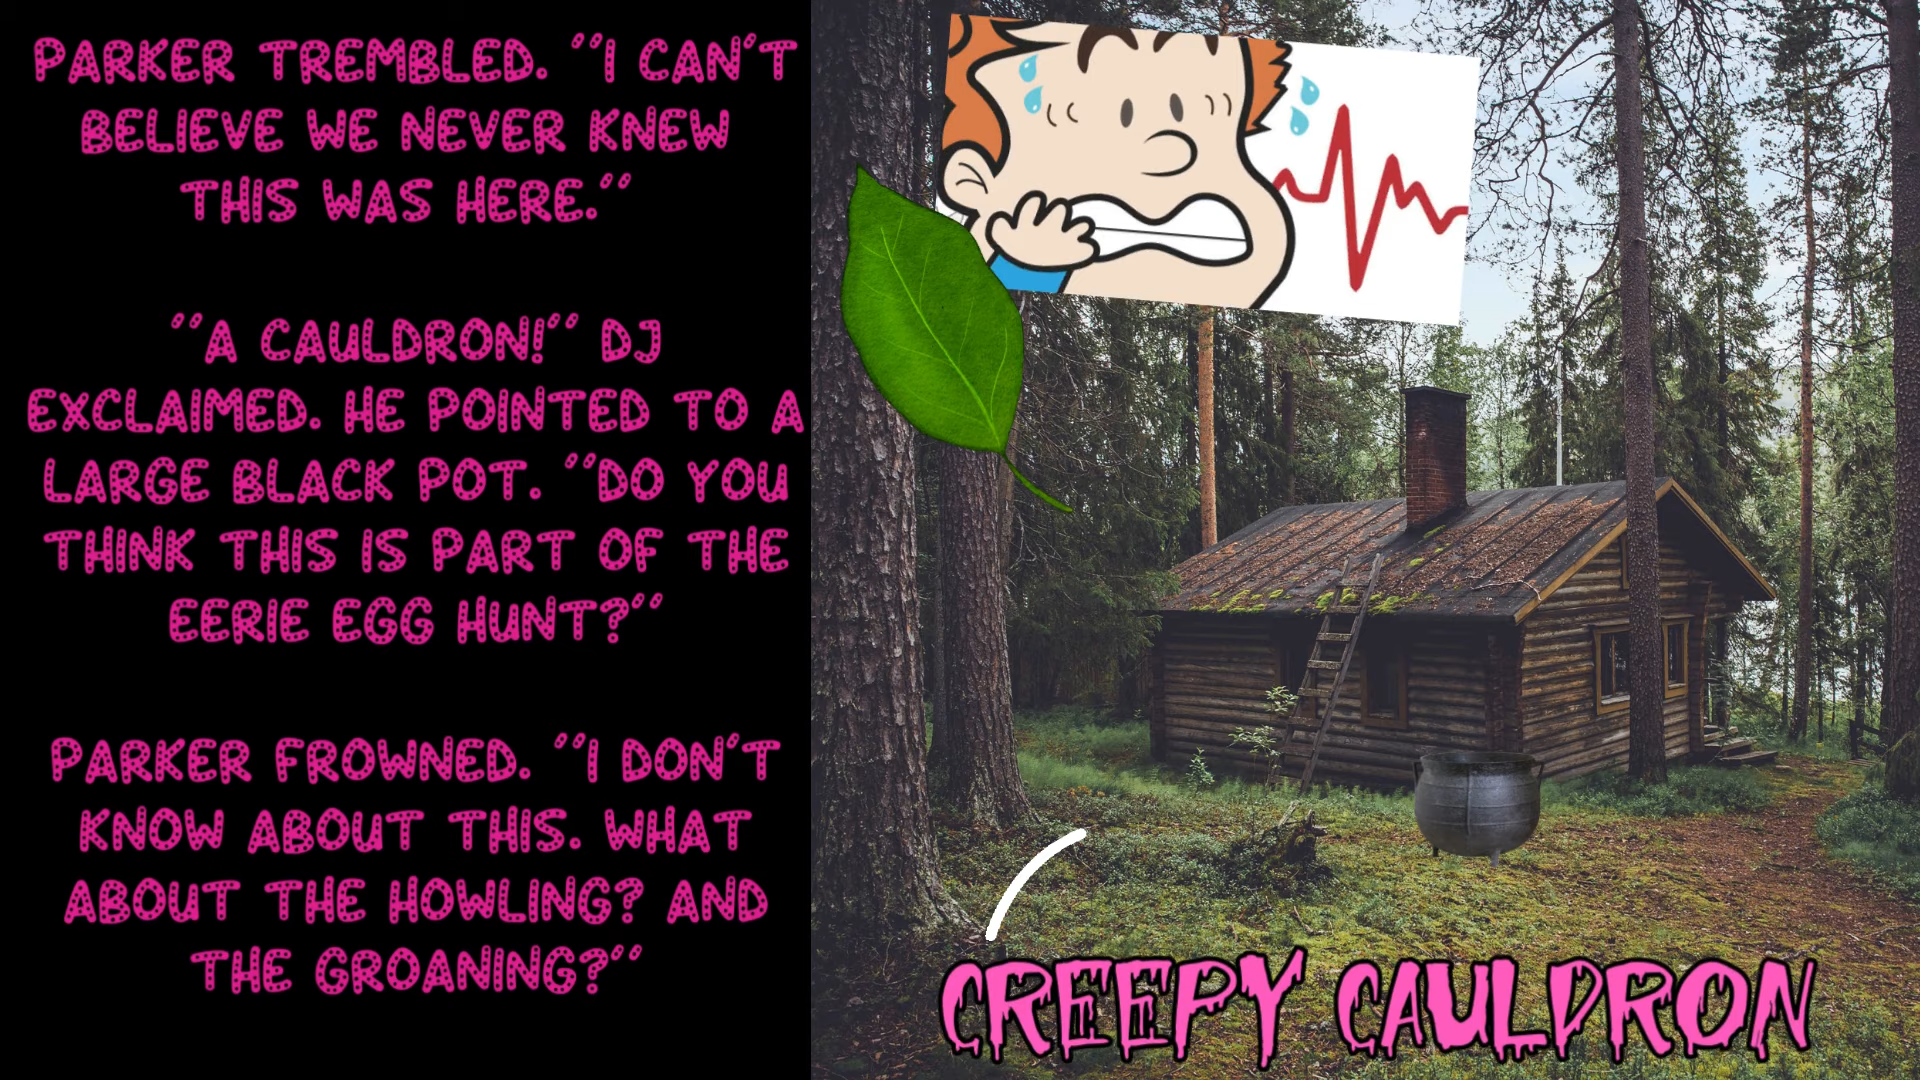 PARKER TREMBLED. "I CAN'T
BELIEVE WE NEVER KNEW
THIS WAS HERE."
"A CAULDRON!" DJ
EXCLAIMED. HE POINTED TO A
LARGE BLACK POT. "DO YOU
THINK THIS IS PART OF THE
EERIE EGG HUNT?"
PARKER FROWNED. "I DON'T
KNOW ABOUT THIS. WHAT
ABOUT THE HOWLING? AND
THE GROANING?"
CREEPY CAULDRON